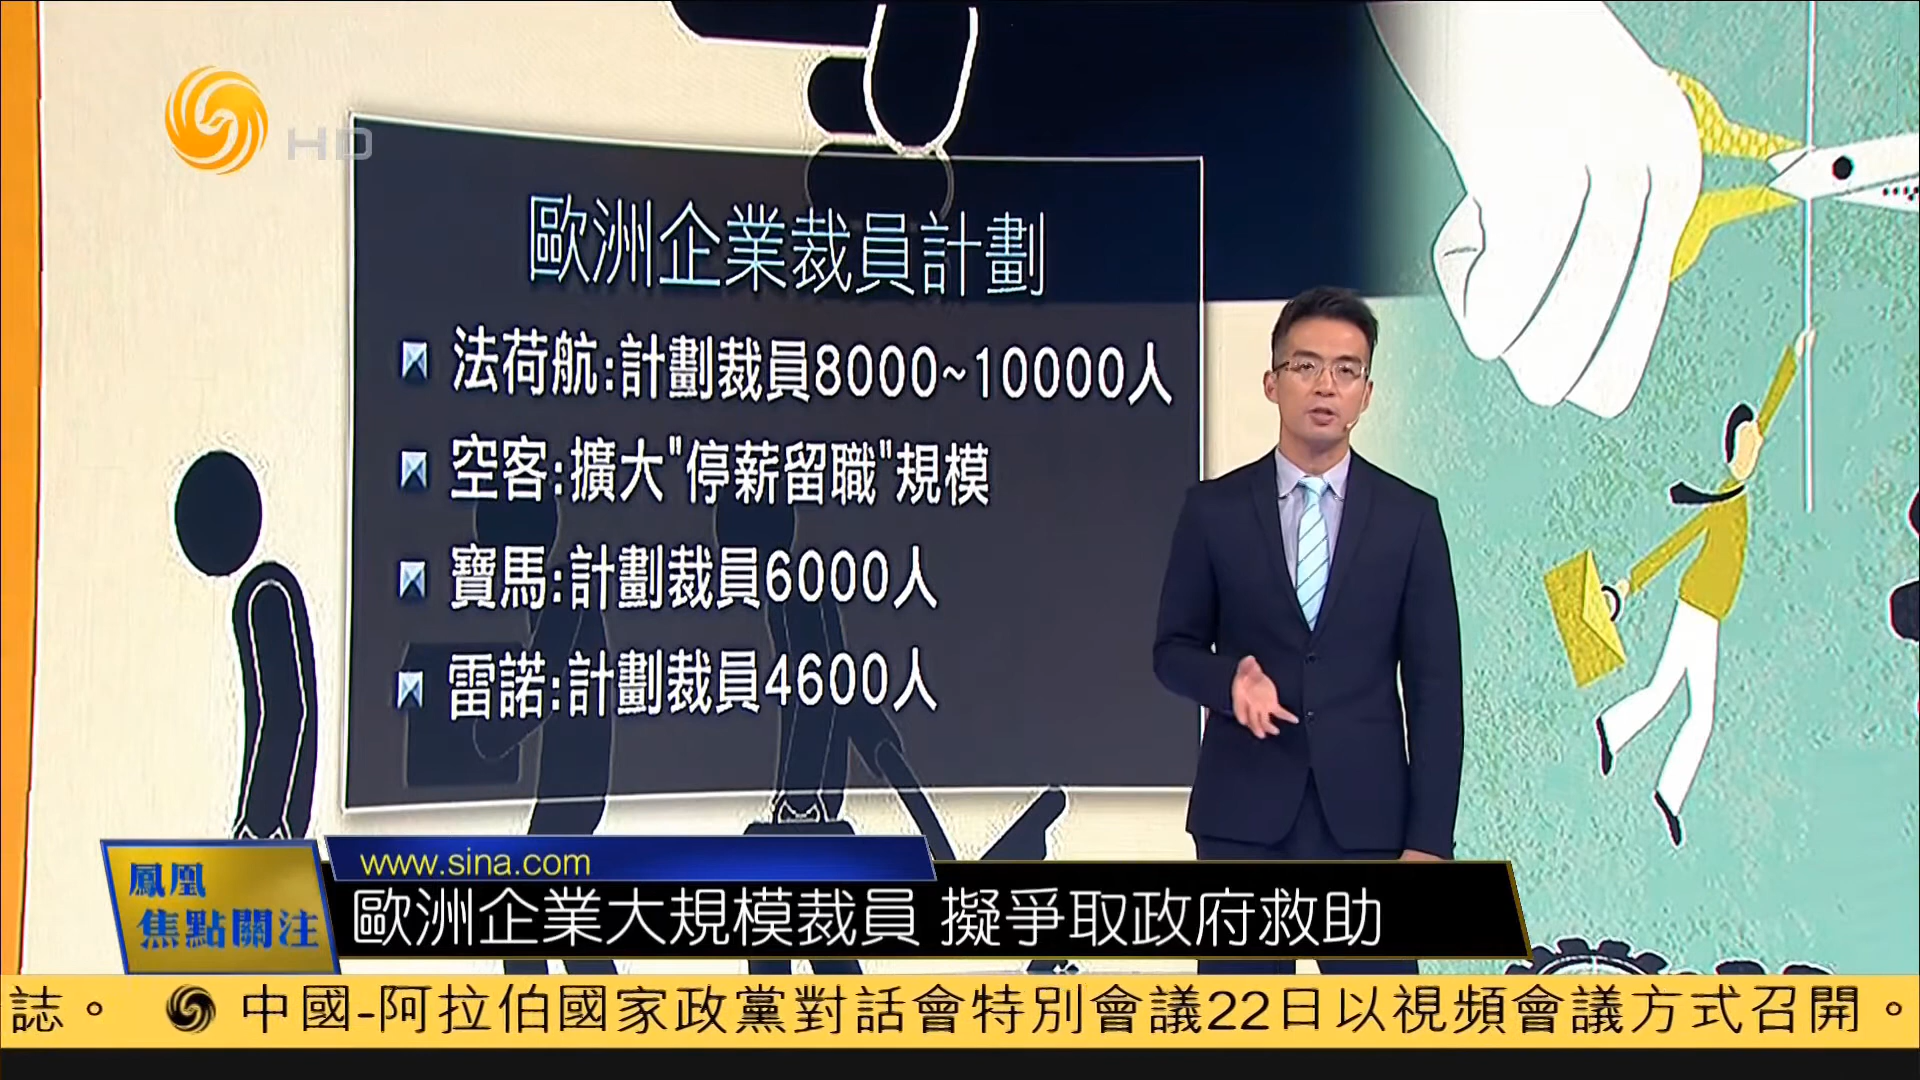 HD
歐洲企業裁員計劃
法荷航:計劃裁員8000~10000人
空客:擴大"停薪留職"規模
寶馬:計劃裁員6000人
雷諾:計劃裁員4600人
www.sina.com
鳳凰
焦點關注
歐洲企業大規模裁員 擬爭取政府救助
誌。 中國-阿拉伯國家政黨對話會特別會議22日以視頻會議方式召開。